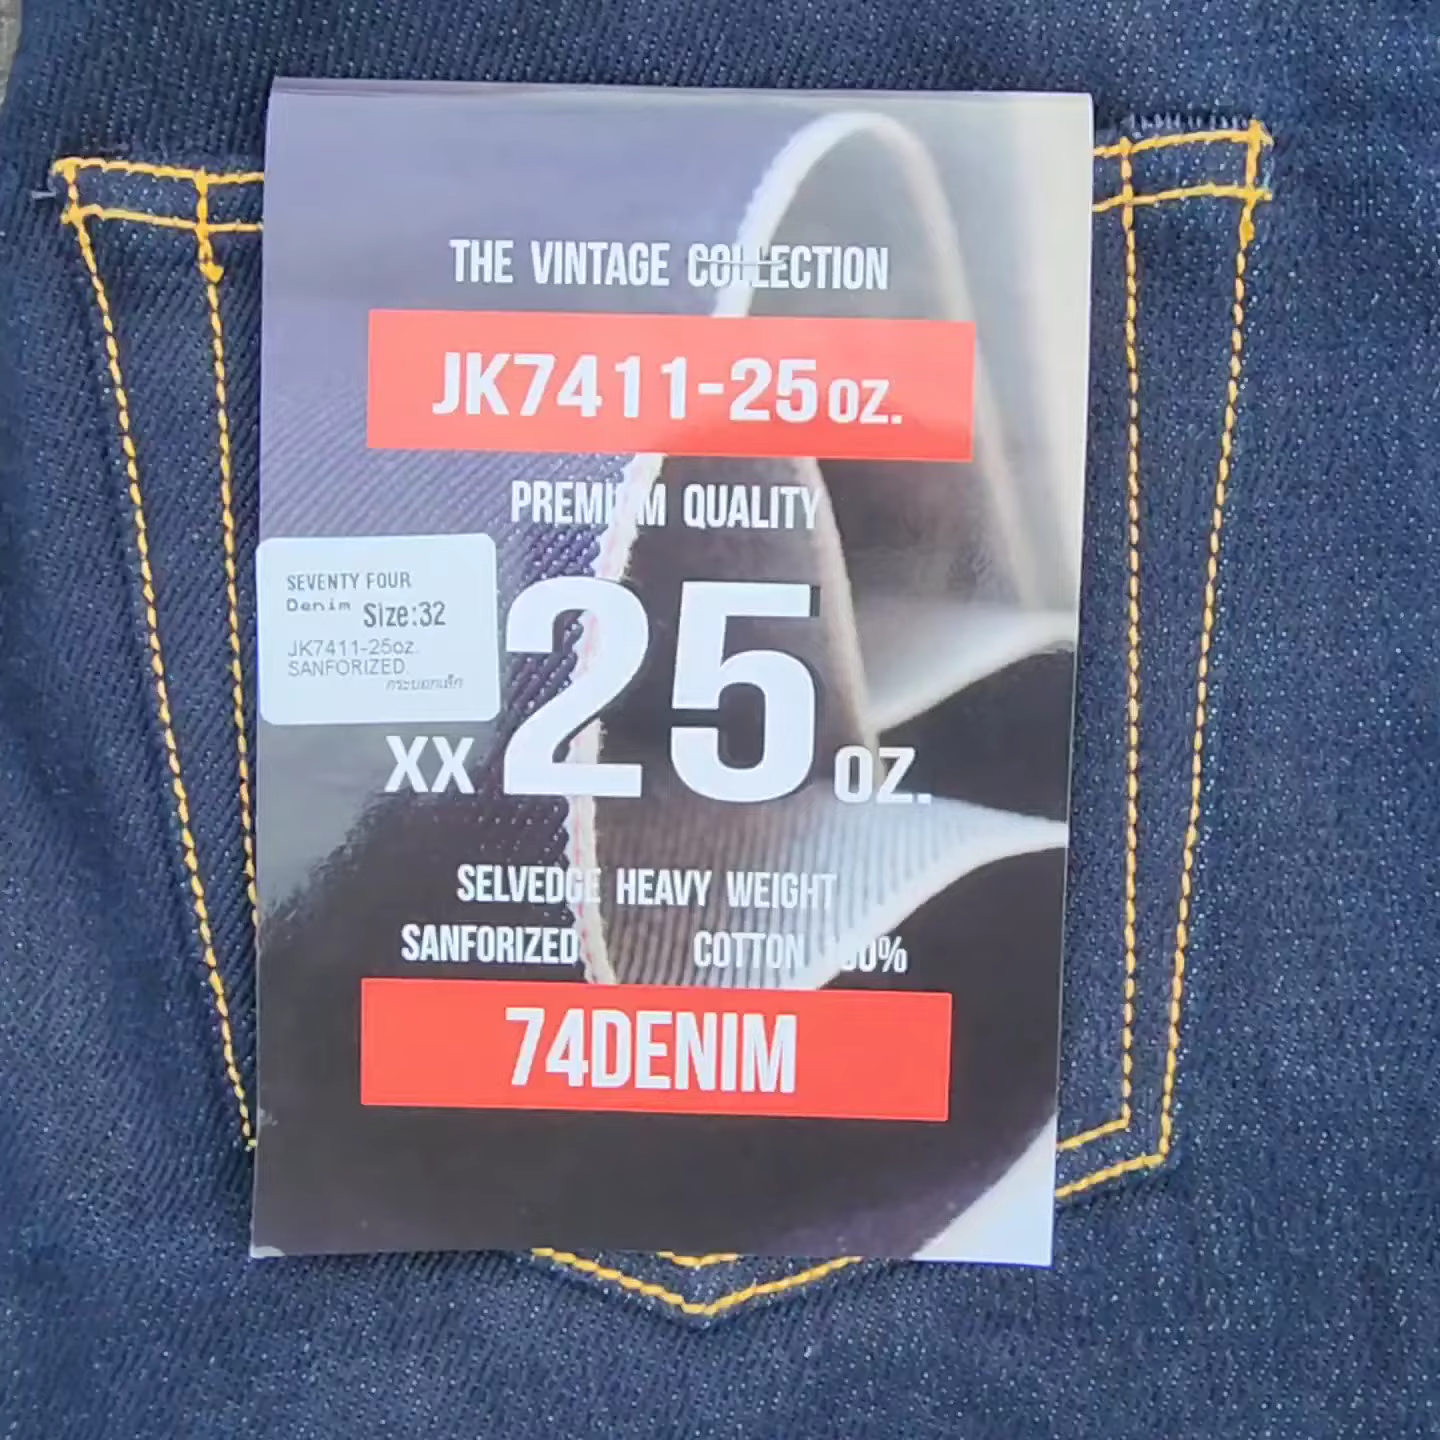 THE VINTAGE COLLECTION
JK7411-25 oz.
PREMIUM QUALITY
SEVENTY FOUR
Denim Size:32
JK7411-25oz.
SANFORIZED.
กระบอกเล็ก
XX 25 oz.
SELVEDGE HEAVY WEIGHT
SANFORIZED COTTON 100%
74DENIM